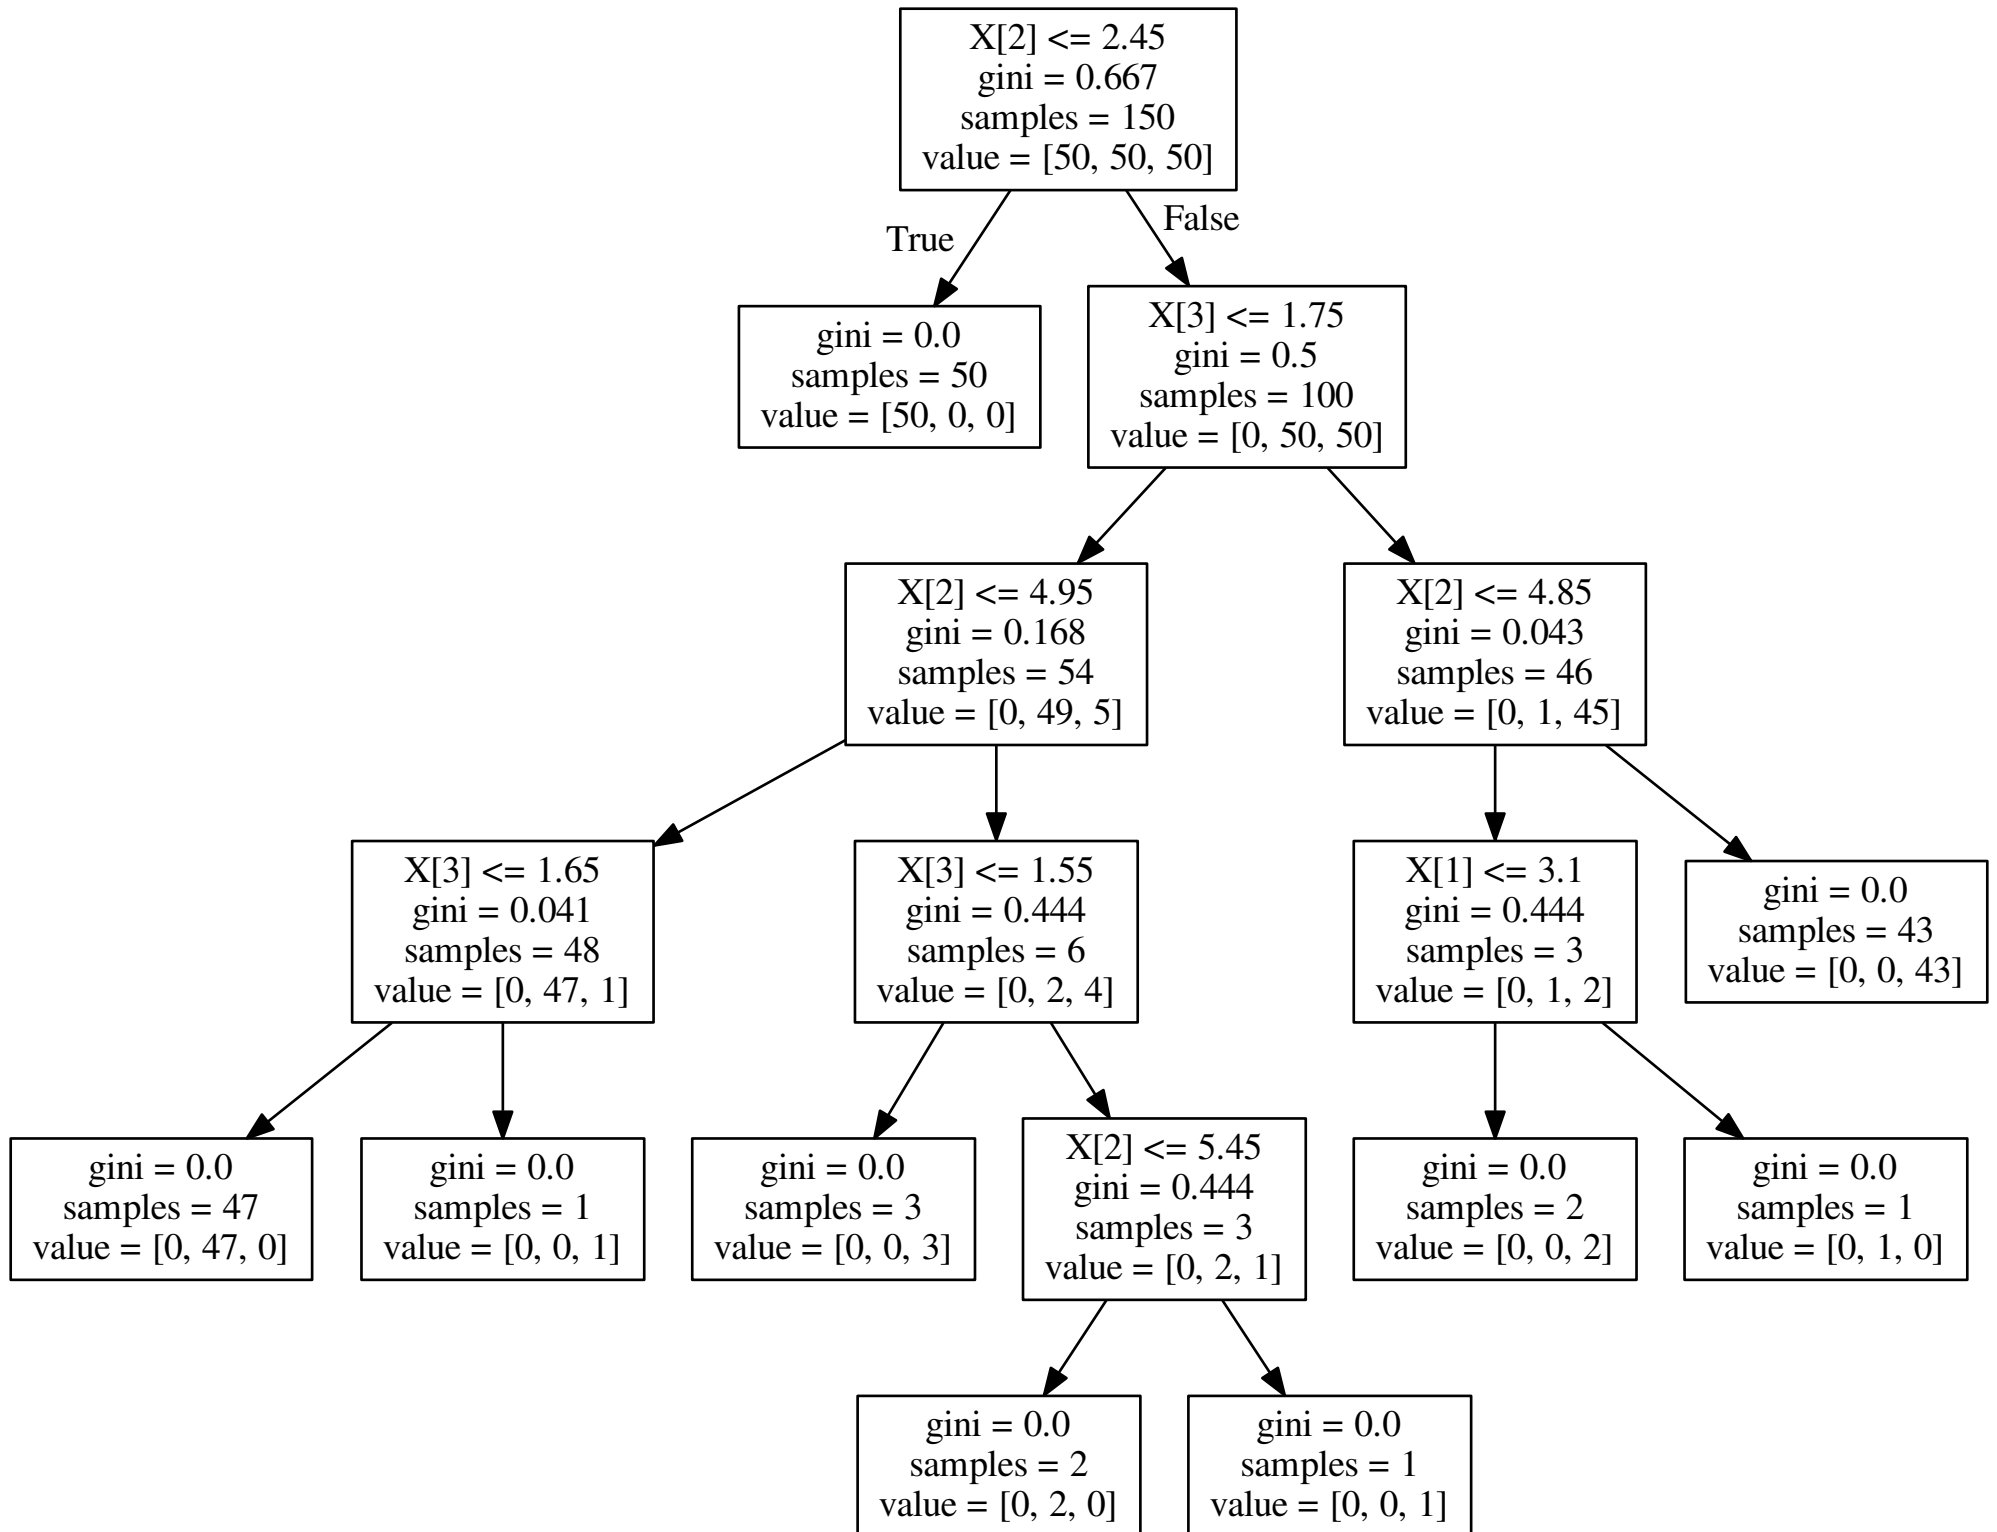 X[2] <= 2.45
gini = 0.667
samples = 150
value = [50, 50, 50]
True
False
gini = 0.0
samples = 50
value = [50, 0, 0]
X[3] <= 1.75
gini = 0.5
samples = 100
value = [0, 50, 50]
X[2] <= 4.95
gini = 0.168
samples = 54
value = [0, 49, 5]
X[2] <= 4.85
gini = 0.043
samples = 46
value = [0, 1, 45]
X[3] <= 1.65
gini = 0.041
samples = 48
value = [0, 47, 1]
X[3] <= 1.55
gini = 0.444
samples = 6
value = [0, 2, 4]
X[1] <= 3.1
gini = 0.444
samples = 3
value = [0, 1, 2]
gini = 0.0
samples = 43
value = [0, 0, 43]
gini = 0.0
samples = 47
value = [0, 47, 0]
gini = 0.0
samples = 1
value = [0, 0, 1]
gini = 0.0
samples = 3
value = [0, 0, 3]
X[2] <= 5.45
gini = 0.444
samples = 3
value = [0, 2, 1]
gini = 0.0
samples = 2
value = [0, 0, 2]
gini = 0.0
samples = 1
value = [0, 1, 0]
gini = 0.0
samples = 2
value = [0, 2, 0]
gini = 0.0
samples = 1
value = [0, 0, 1]